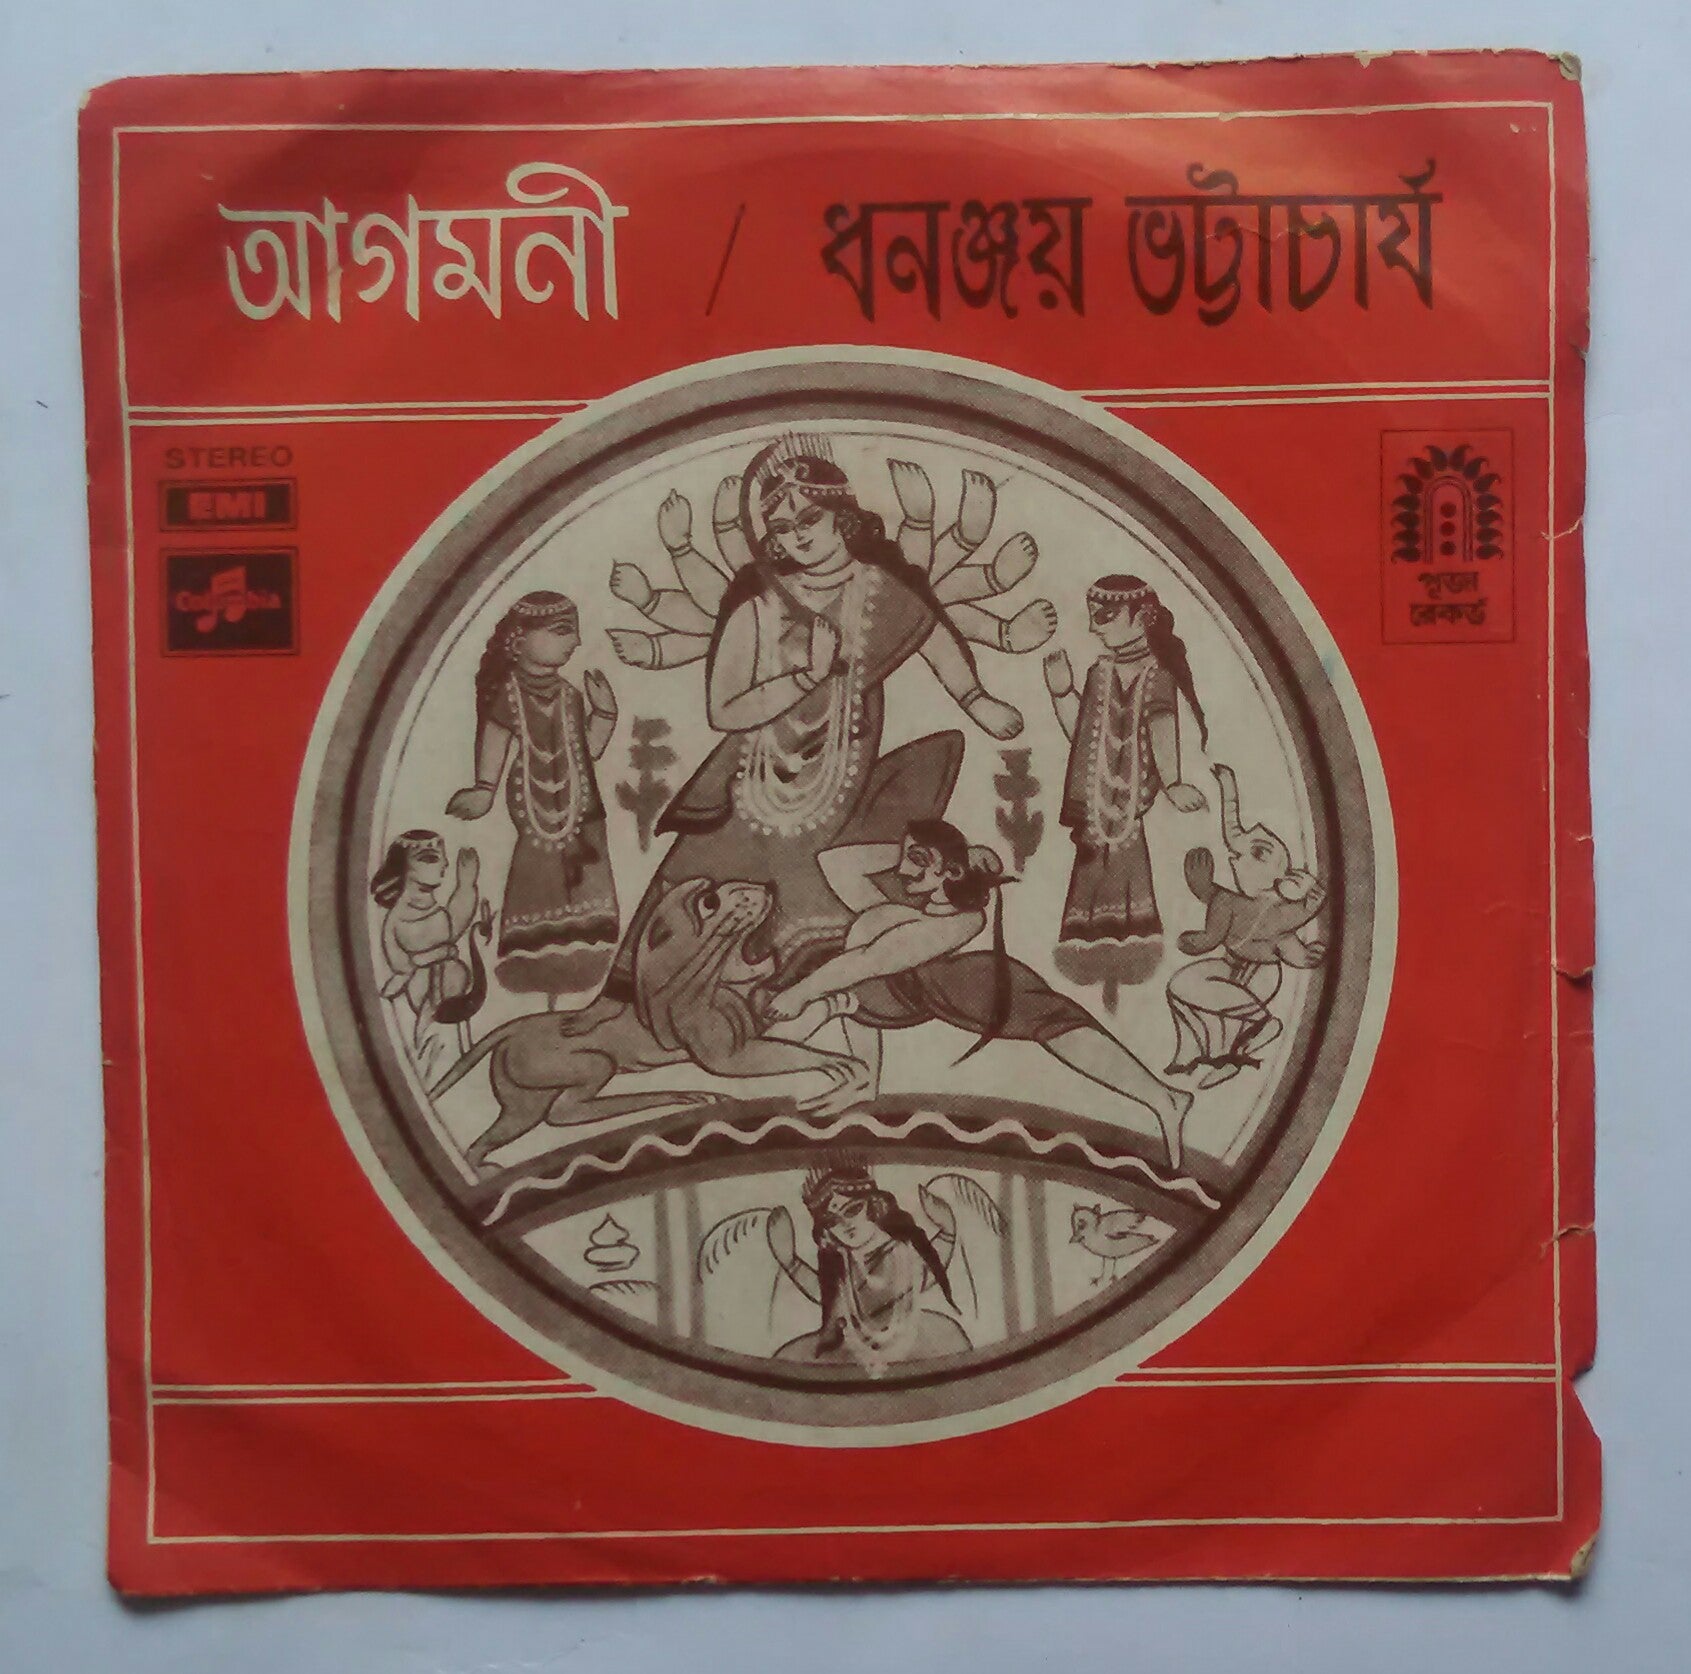 আগমনী / ধনঞ্জয় ভট্টাচার্য
STEREO
EMI
Columbia
পূজা
রেকর্ড